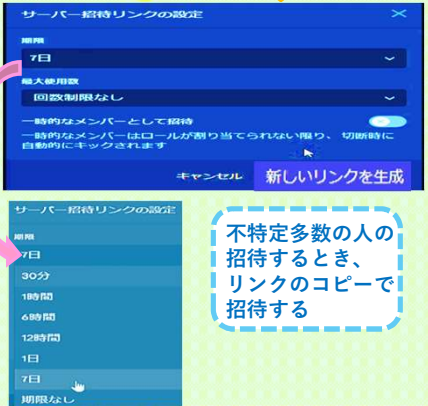 サーバー招待リンクの設定
期限
7日
最大使用数
回数制限なし
一時的なメンバーとして招待
一時的なメンバーはロールが割り当てられない限り、切断時に
自動的にキックされます
キャンセル 新しいリンクを生成
サーバー招待リンクの設定
期限
7日
30分
1時間
6時間
12時間
1日
7日
期限なし
不特定多数の人の
招待するとき、
リンクのコピーで
招待する